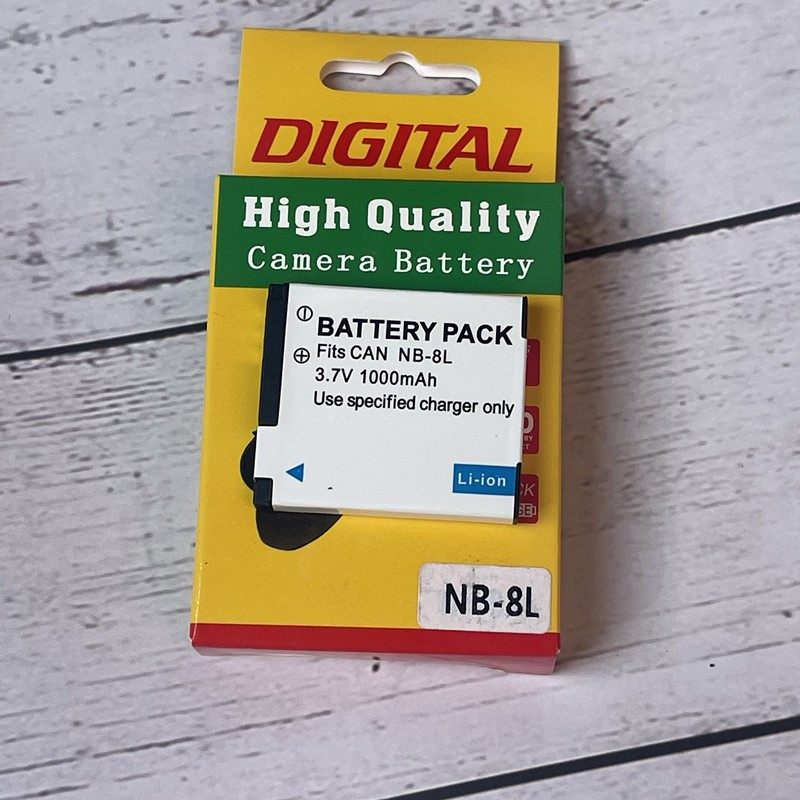 DIGITAL
High Quality
Camera Battery
BATTERY PACK
Fits CAN NB-8L
3.7V 1000mAh
Use specified charger only
Li-ion
NB-8L